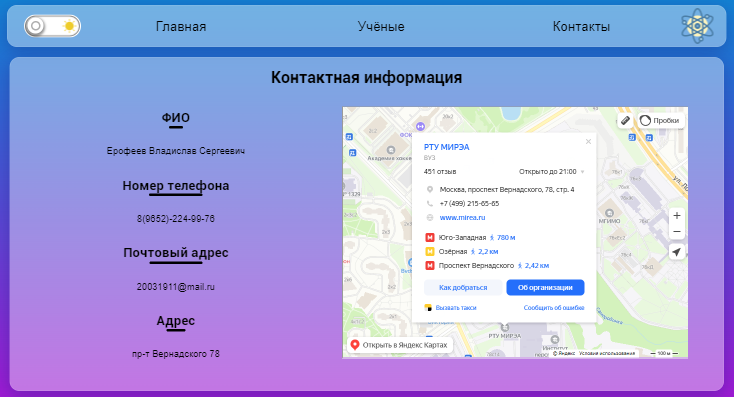 Главная
Учёные
Контакты
Контактная информация
ФИО
Ерофеев Владислав Сергеевич
Номер телефона
8(9652)-224-99-76
Почтовый адрес
20031911@mail.ru
Адрес
пр-т Вернадского 78
Пробки
РТУ МИРЭА
ВУЗ
451 отзыв
Открыто до 21:00
Москва, проспект Вернадского, 78, стр. 4
+7 (499) 215-65-65
www.mirea.ru
Юго-Западная 780 м
Озёрная 2,2 км
Проспект Вернадского 2,42 км
Как добраться
Об организации
Вызвать такси
Сообщить об ошибке
Академия хоккея
№ 1339
МГИМО
РТУ МИРЭА
Институт
Открыть в Яндекс Картах
© Яндекс Условия использования
100 м